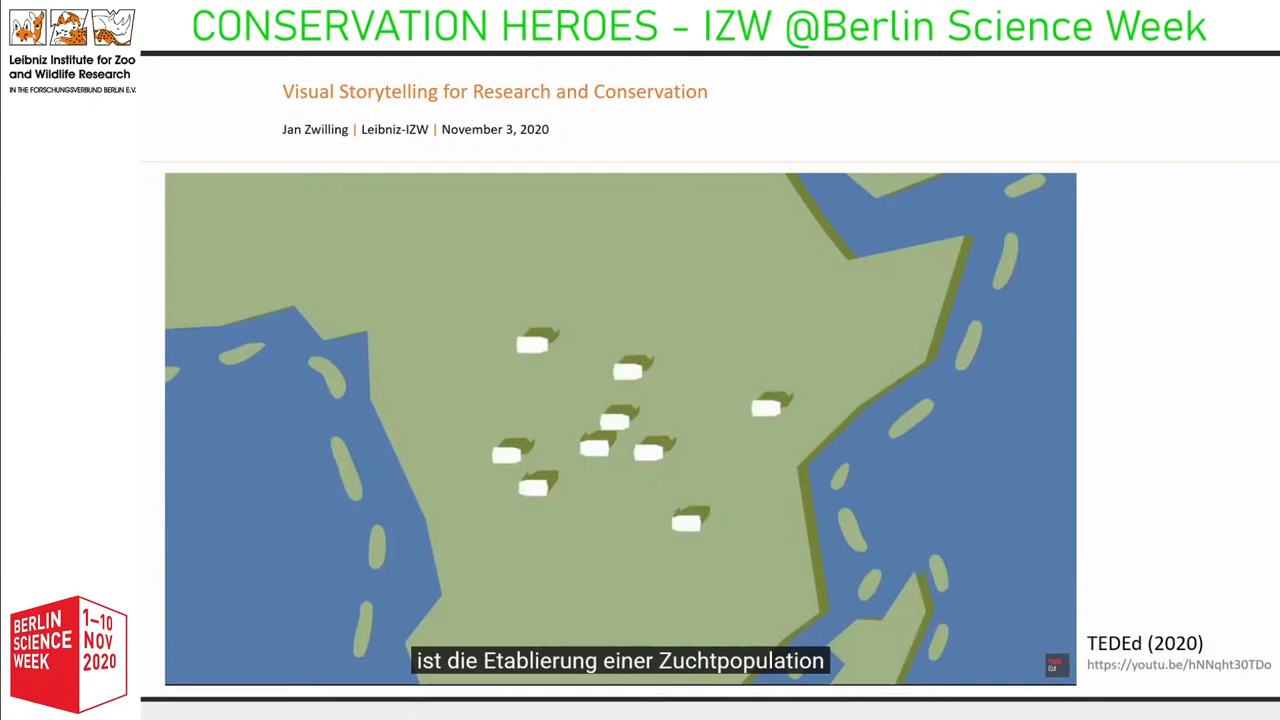 CONSERVATION HEROES - IZW @Berlin Science Week
Leibniz Institute for Zoo
and Wildlife Research
IN THE FORSCHUNGSVERBUND BERLIN E.V.
Visual Storytelling for Research and Conservation
Jan Zwilling | Leibniz-IZW | November 3, 2020
ist die Etablierung einer Zuchtpopulation
TED
Ed
TEDEd (2020)
https://youtu.be/hNNqht30TDo
BERLIN
SCIENCE
WEEK
1–10
NOV
2020